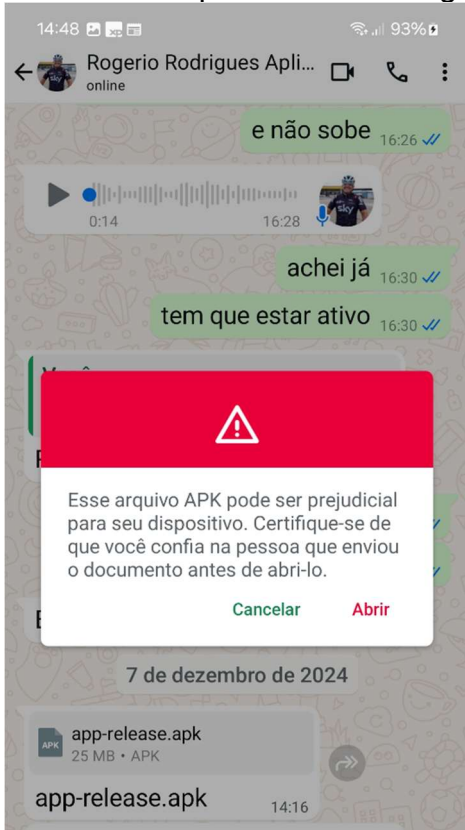 14:48 93%
Rogerio Rodrigues Apli...
online
e não sobe 16:26
0:14 16:28
achei já 16:30
tem que estar ativo 16:30
Esse arquivo APK pode ser prejudicial
para seu dispositivo. Certifique-se de
que você confia na pessoa que enviou
o documento antes de abri-lo.
Cancelar Abrir
7 de dezembro de 2024
APK
app-release.apk
25 MB • APK
app-release.apk 14:16